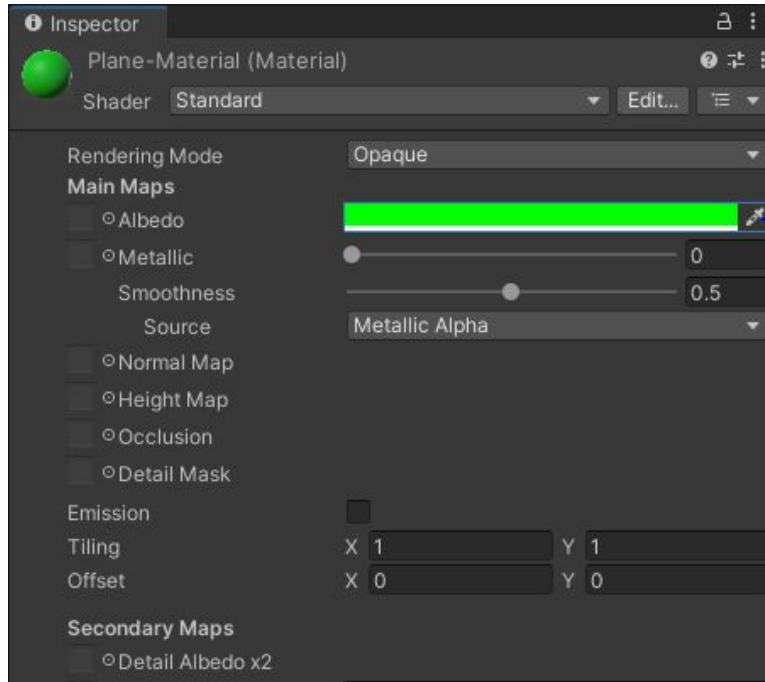 Inspector
Plane-Material (Material)
Shader Standard Edit...
Rendering Mode Opaque
Main Maps
Albedo
Metallic 0
Smoothness 0.5
Source Metallic Alpha
Normal Map
Height Map
Occlusion
Detail Mask
Emission
Tiling X 1 Y 1
Offset X 0 Y 0
Secondary Maps
Detail Albedo x2